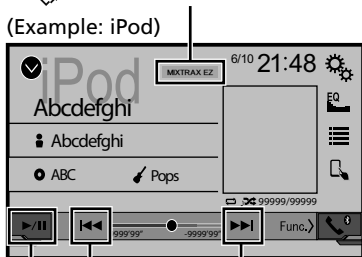 (Example: iPod)
iPod
MIXTRAX EZ
6/10 21:48
Abcdefghi
EQ
Abcdefghi
ABC Pops
99999/99999
9999'99" -9999'99"
Func.